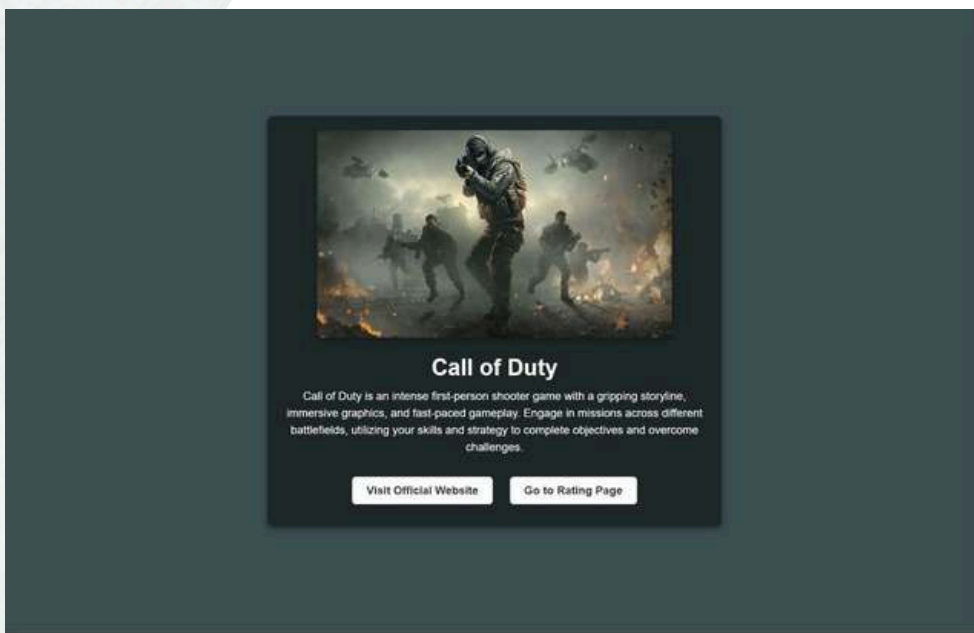 Call of Duty
Call of Duty is an intense first-person shooter game with a gripping storyline,
immersive graphics, and fast-paced gameplay. Engage in missions across different
battlefields, utilizing your skills and strategy to complete objectives and overcome
challenges.
Visit Official Website
Go to Rating Page